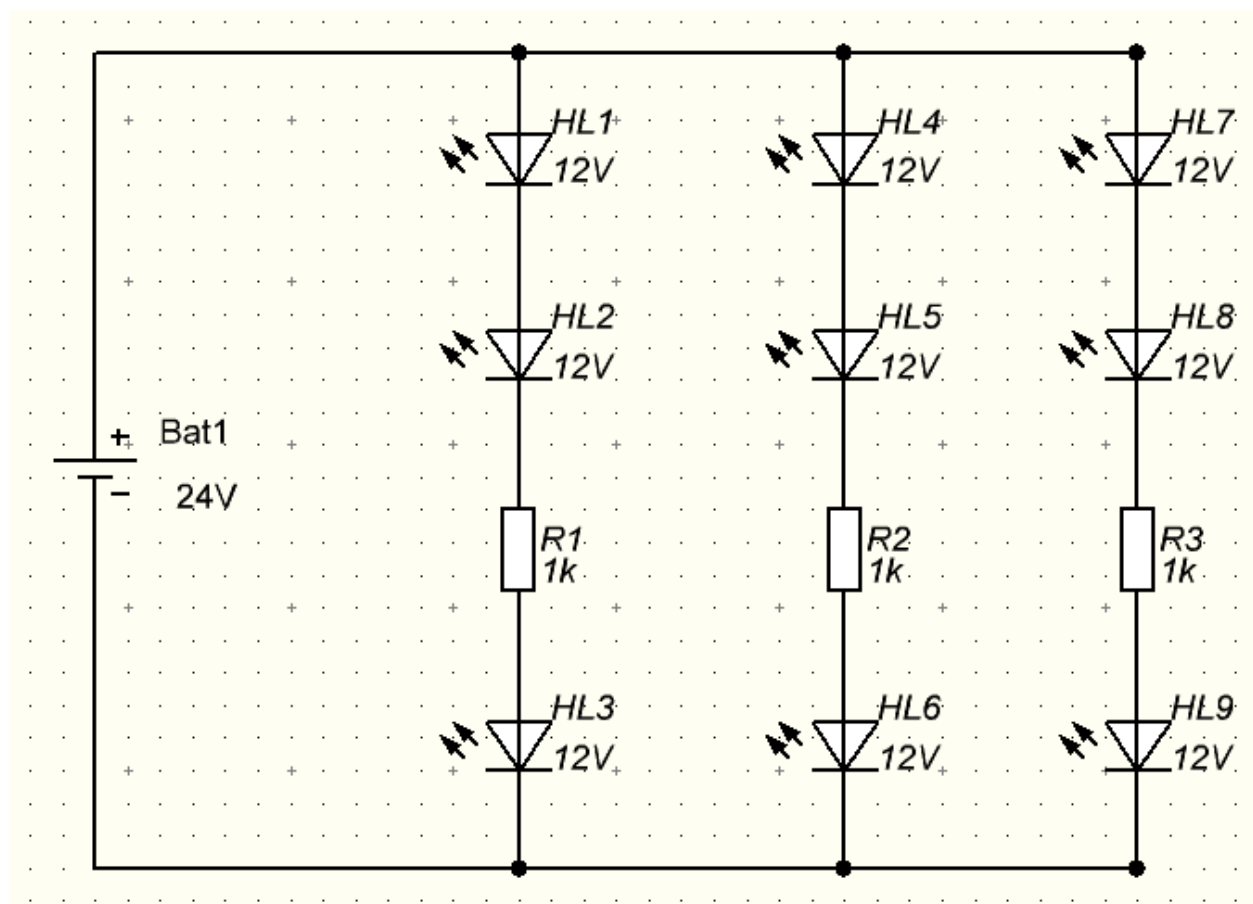 HL1
12V
HL4
12V
HL7
12V
HL2
12V
HL5
12V
HL8
12V
+ Bat1
− 24V
R1
1k
R2
1k
R3
1k
HL3
12V
HL6
12V
HL9
12V